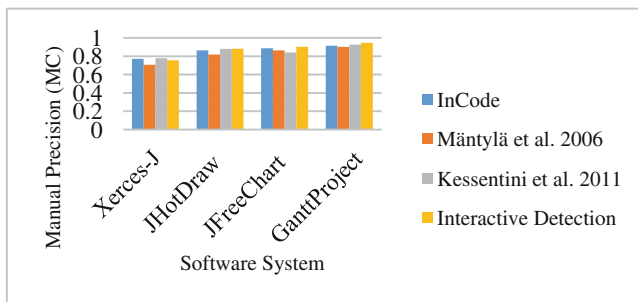 Manual Precision (MC)
1
0.8
0.6
0.4
0.2
0
Xerces-J
JHotDraw
JFreeChart
GanttProject
Software System
InCode
Mäntylä et al. 2006
Kessentini et al. 2011
Interactive Detection